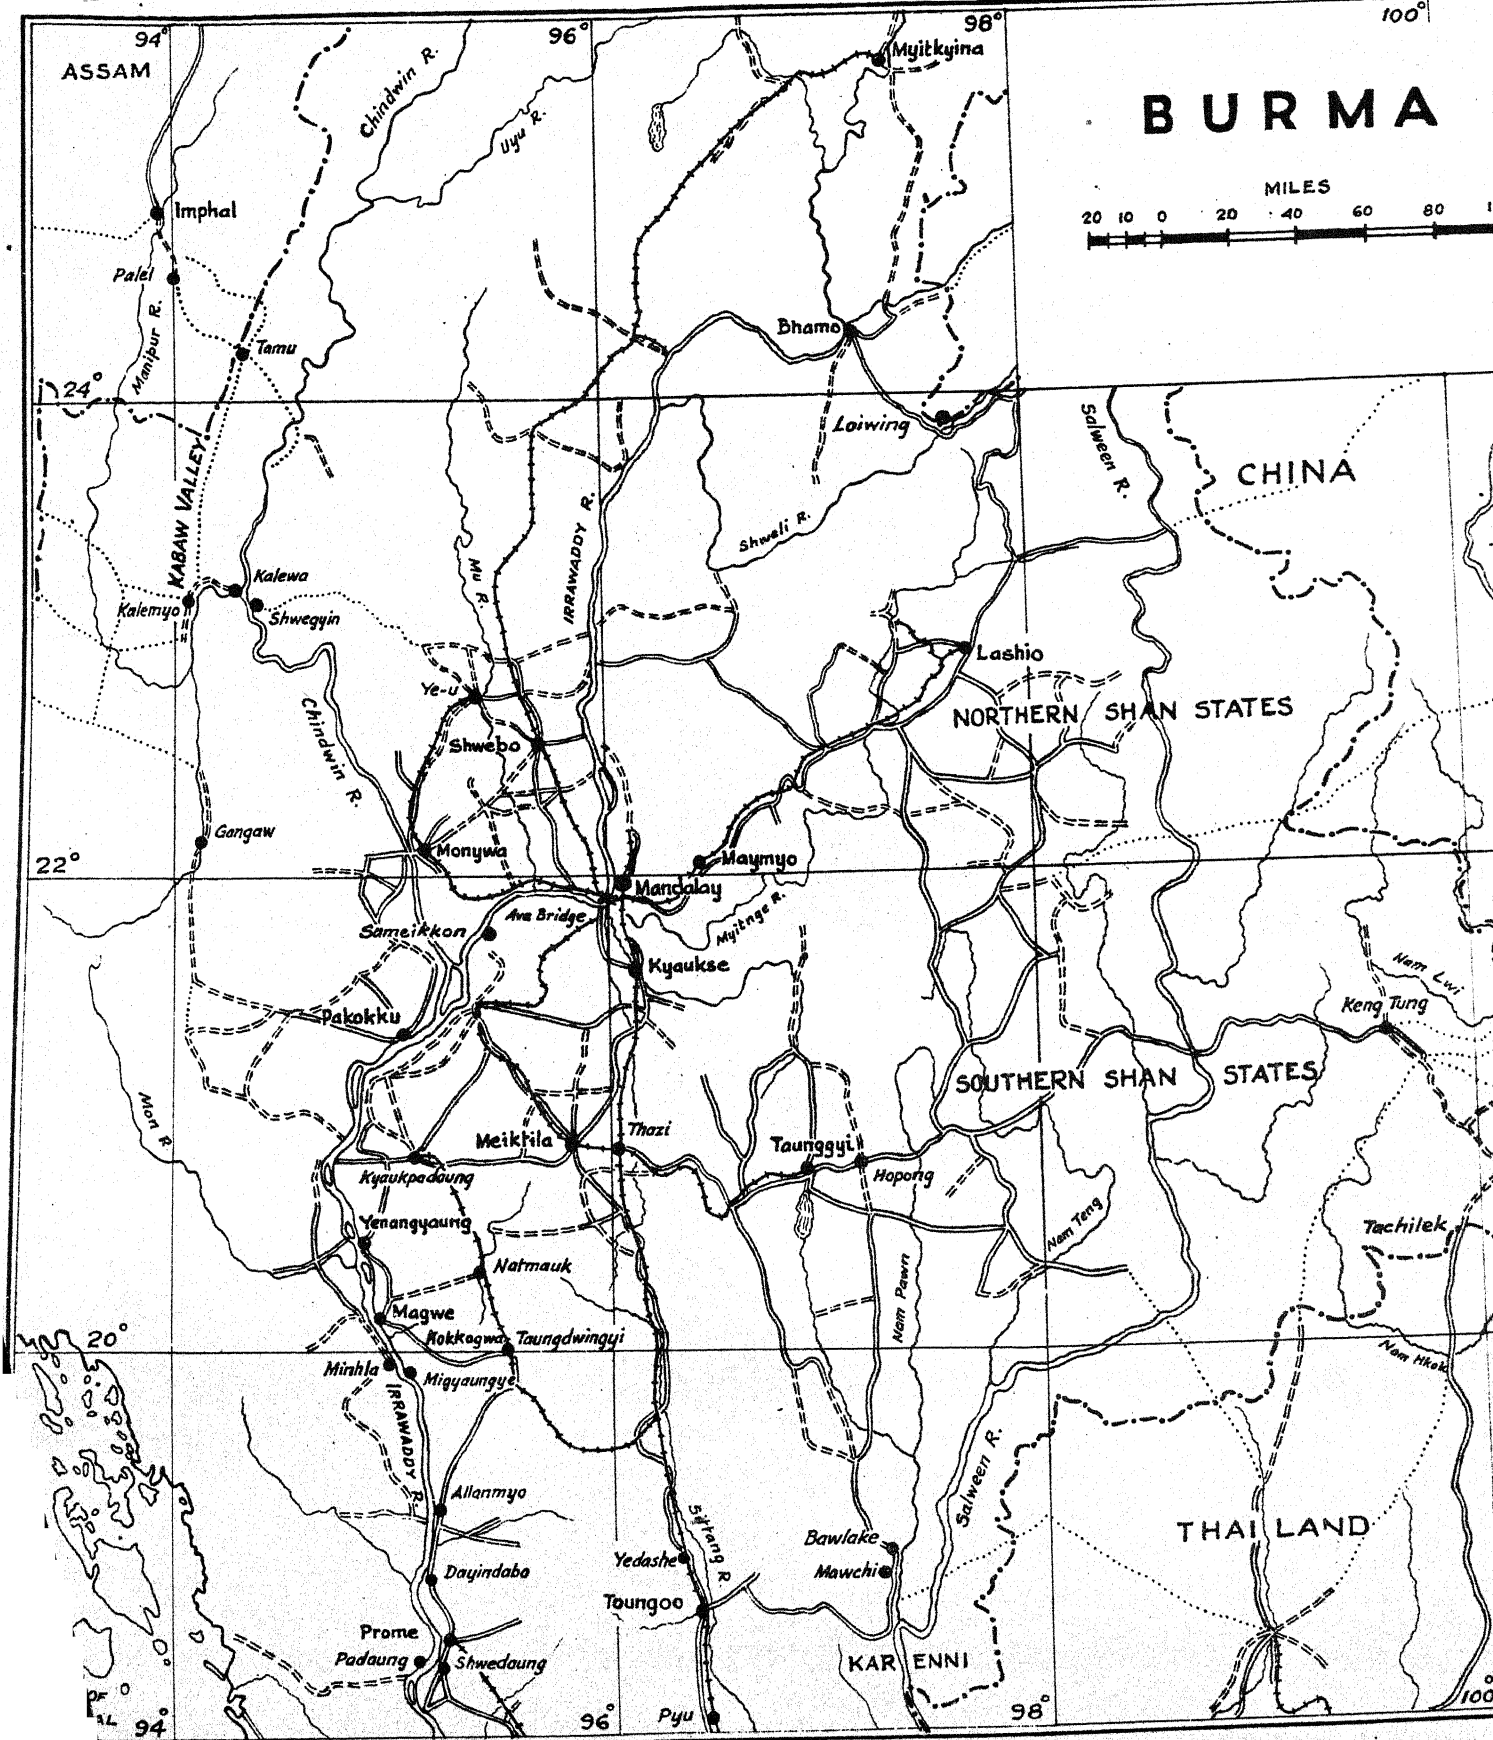 94°
96°
98°
100°
ASSAM
Chindwin R.
Uyu R.
Myitkyina
BURMA
MILES
20 10 0 20 40 60 80
Imphal
Palel
Manipur R.
Tamu
Bhamo
24°
Loiwing
Salween R.
CHINA
KABAW VALLEY
IRRAWADDY R.
Shweli R.
Mu R.
Kalewa
Kalemyo
Shwegyin
Lashio
Ye-u
NORTHERN SHAN STATES
Chindwin R.
Shwebo
Gangaw
Monywa
Maymyo
22°
Mandalay
Ava Bridge
Myitnge R.
Sameikkon
Kyaukse
Nam Lwi
Keng Tung
Pakokku
SOUTHERN SHAN STATES
Mon R.
Meiktila
Thazi
Taunggyi
Hopong
Kyaukpadaung
Yenangyaung
Nam Teng
Tachilek
Natmauk
Nam Pawn
Magwe
Kokkogwa
Taungdwingyi
20°
Minhla
Migyaungye
Nam Hkok
IRRAWADDY R.
Salween R.
Allanmyo
Sittang R.
THAILAND
Bawlake
Yedashe
Mawchi
Dayindabo
Toungoo
Prome
Padaung
Shwedaung
KARENNI
Pyu
OF
AL
94°
96°
98°
100°